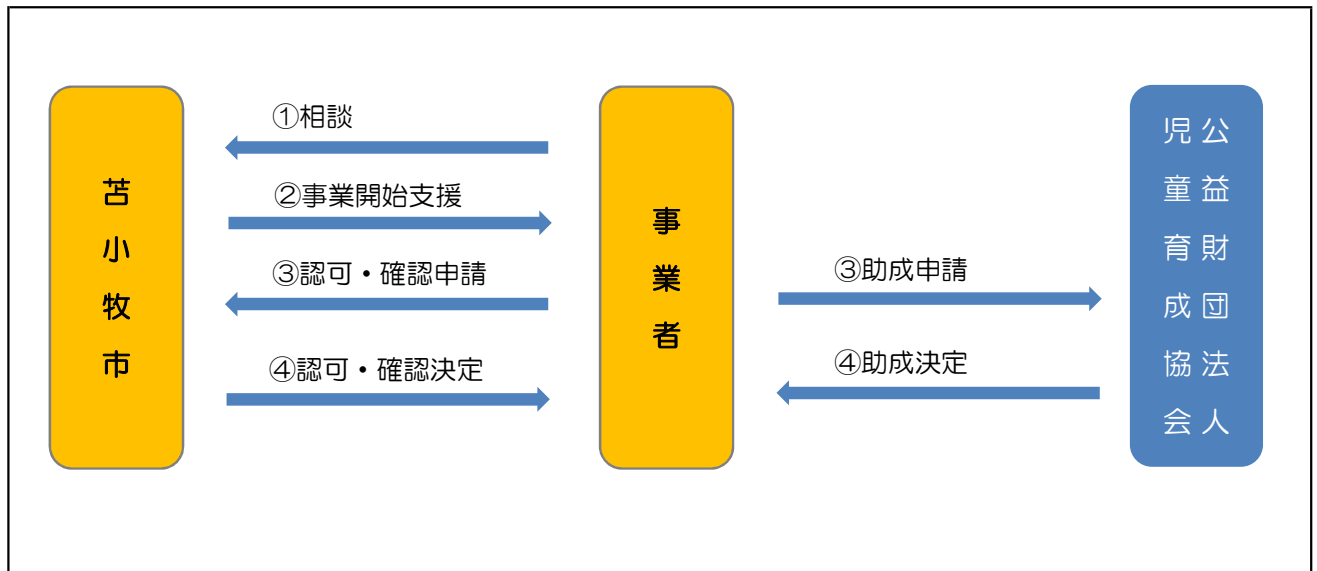 苫小牧市
①相談
②事業開始支援
③認可・確認申請
④認可・確認決定
事業者
③助成申請
④助成決定
公益財団法人
児童育成協会